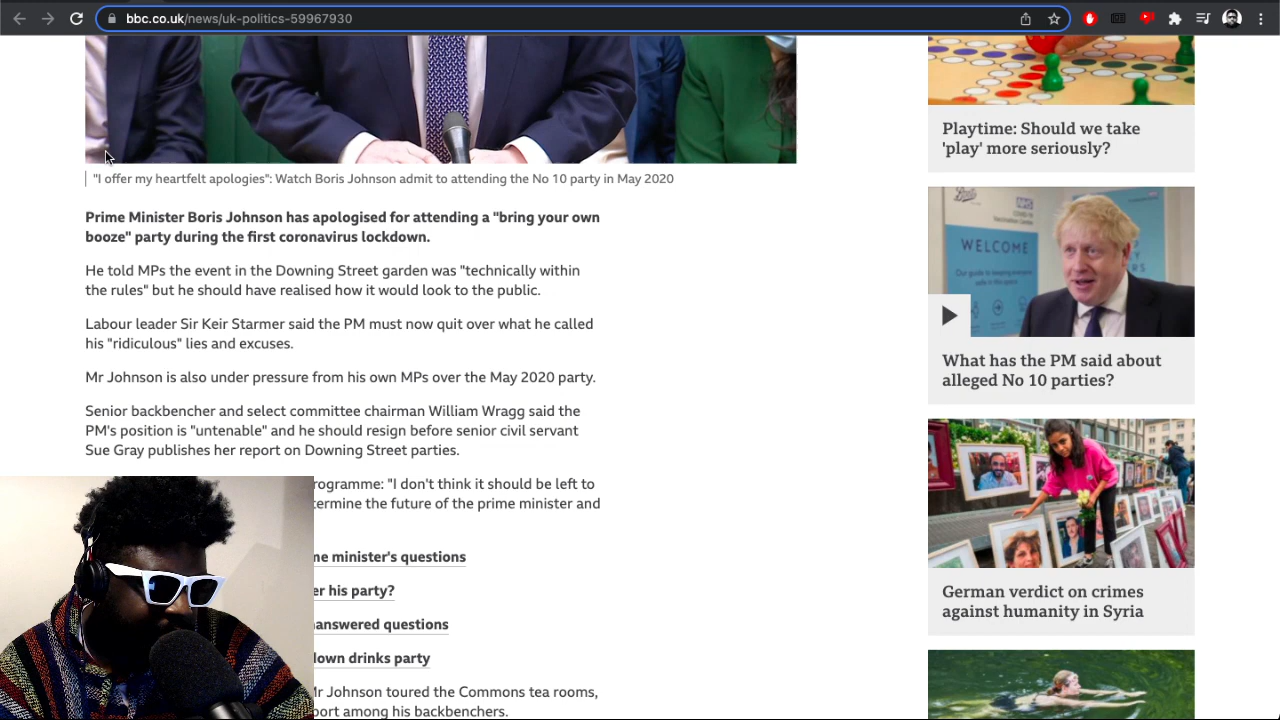 bbc.co.uk/news/uk-politics-59967930
"I offer my heartfelt apologies": Watch Boris Johnson admit to attending the No 10 party in May 2020
Prime Minister Boris Johnson has apologised for attending a "bring your own
booze" party during the first coronavirus lockdown.
He told MPs the event in the Downing Street garden was "technically within
the rules" but he should have realised how it would look to the public.
Labour leader Sir Keir Starmer said the PM must now quit over what he called
his "ridiculous" lies and excuses.
Mr Johnson is also under pressure from his own MPs over the May 2020 party.
Senior backbencher and select committee chairman William Wragg said the
PM's position is "untenable" and he should resign before senior civil servant
Sue Gray publishes her report on Downing Street parties.
rogramme: "I don't think it should be left to
termine the future of the prime minister and
me minister's questions
er his party?
answered questions
down drinks party
Mr Johnson toured the Commons tea rooms,
port among his backbenchers.
Playtime: Should we take
'play' more seriously?
Boots
NHS
WELCOME
What has the PM said about
alleged No 10 parties?
German verdict on crimes
against humanity in Syria